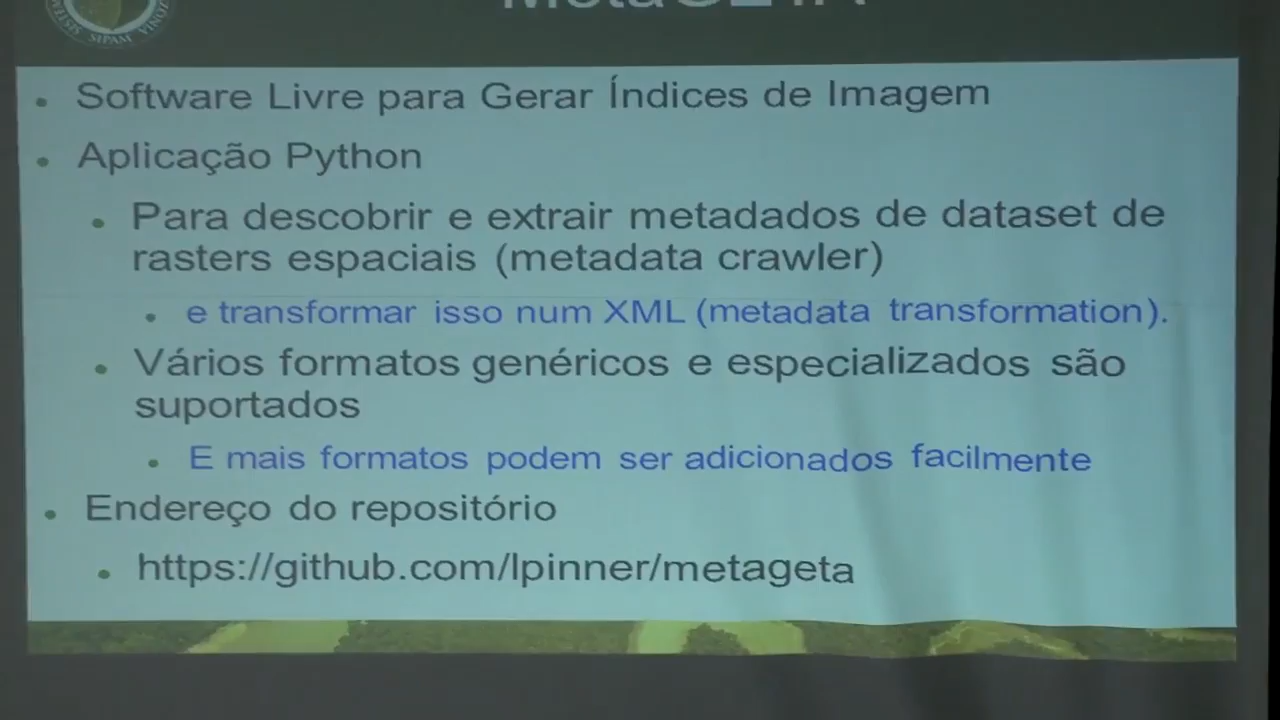 MetaGETA
SIPAM
Software Livre para Gerar Índices de Imagem
Aplicação Python
Para descobrir e extrair metadados de dataset de
rasters espaciais (metadata crawler)
e transformar isso num XML (metadata transformation).
Vários formatos genéricos e especializados são
suportados
E mais formatos podem ser adicionados facilmente
Endereço do repositório
https://github.com/lpinner/metageta